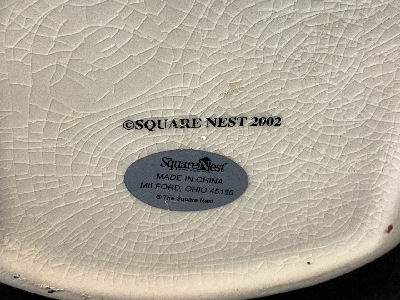 ©SQUARE NEST 2002
SquareNest
MADE IN CHINA
MILFORD, OHIO 45150
© The Square Nest